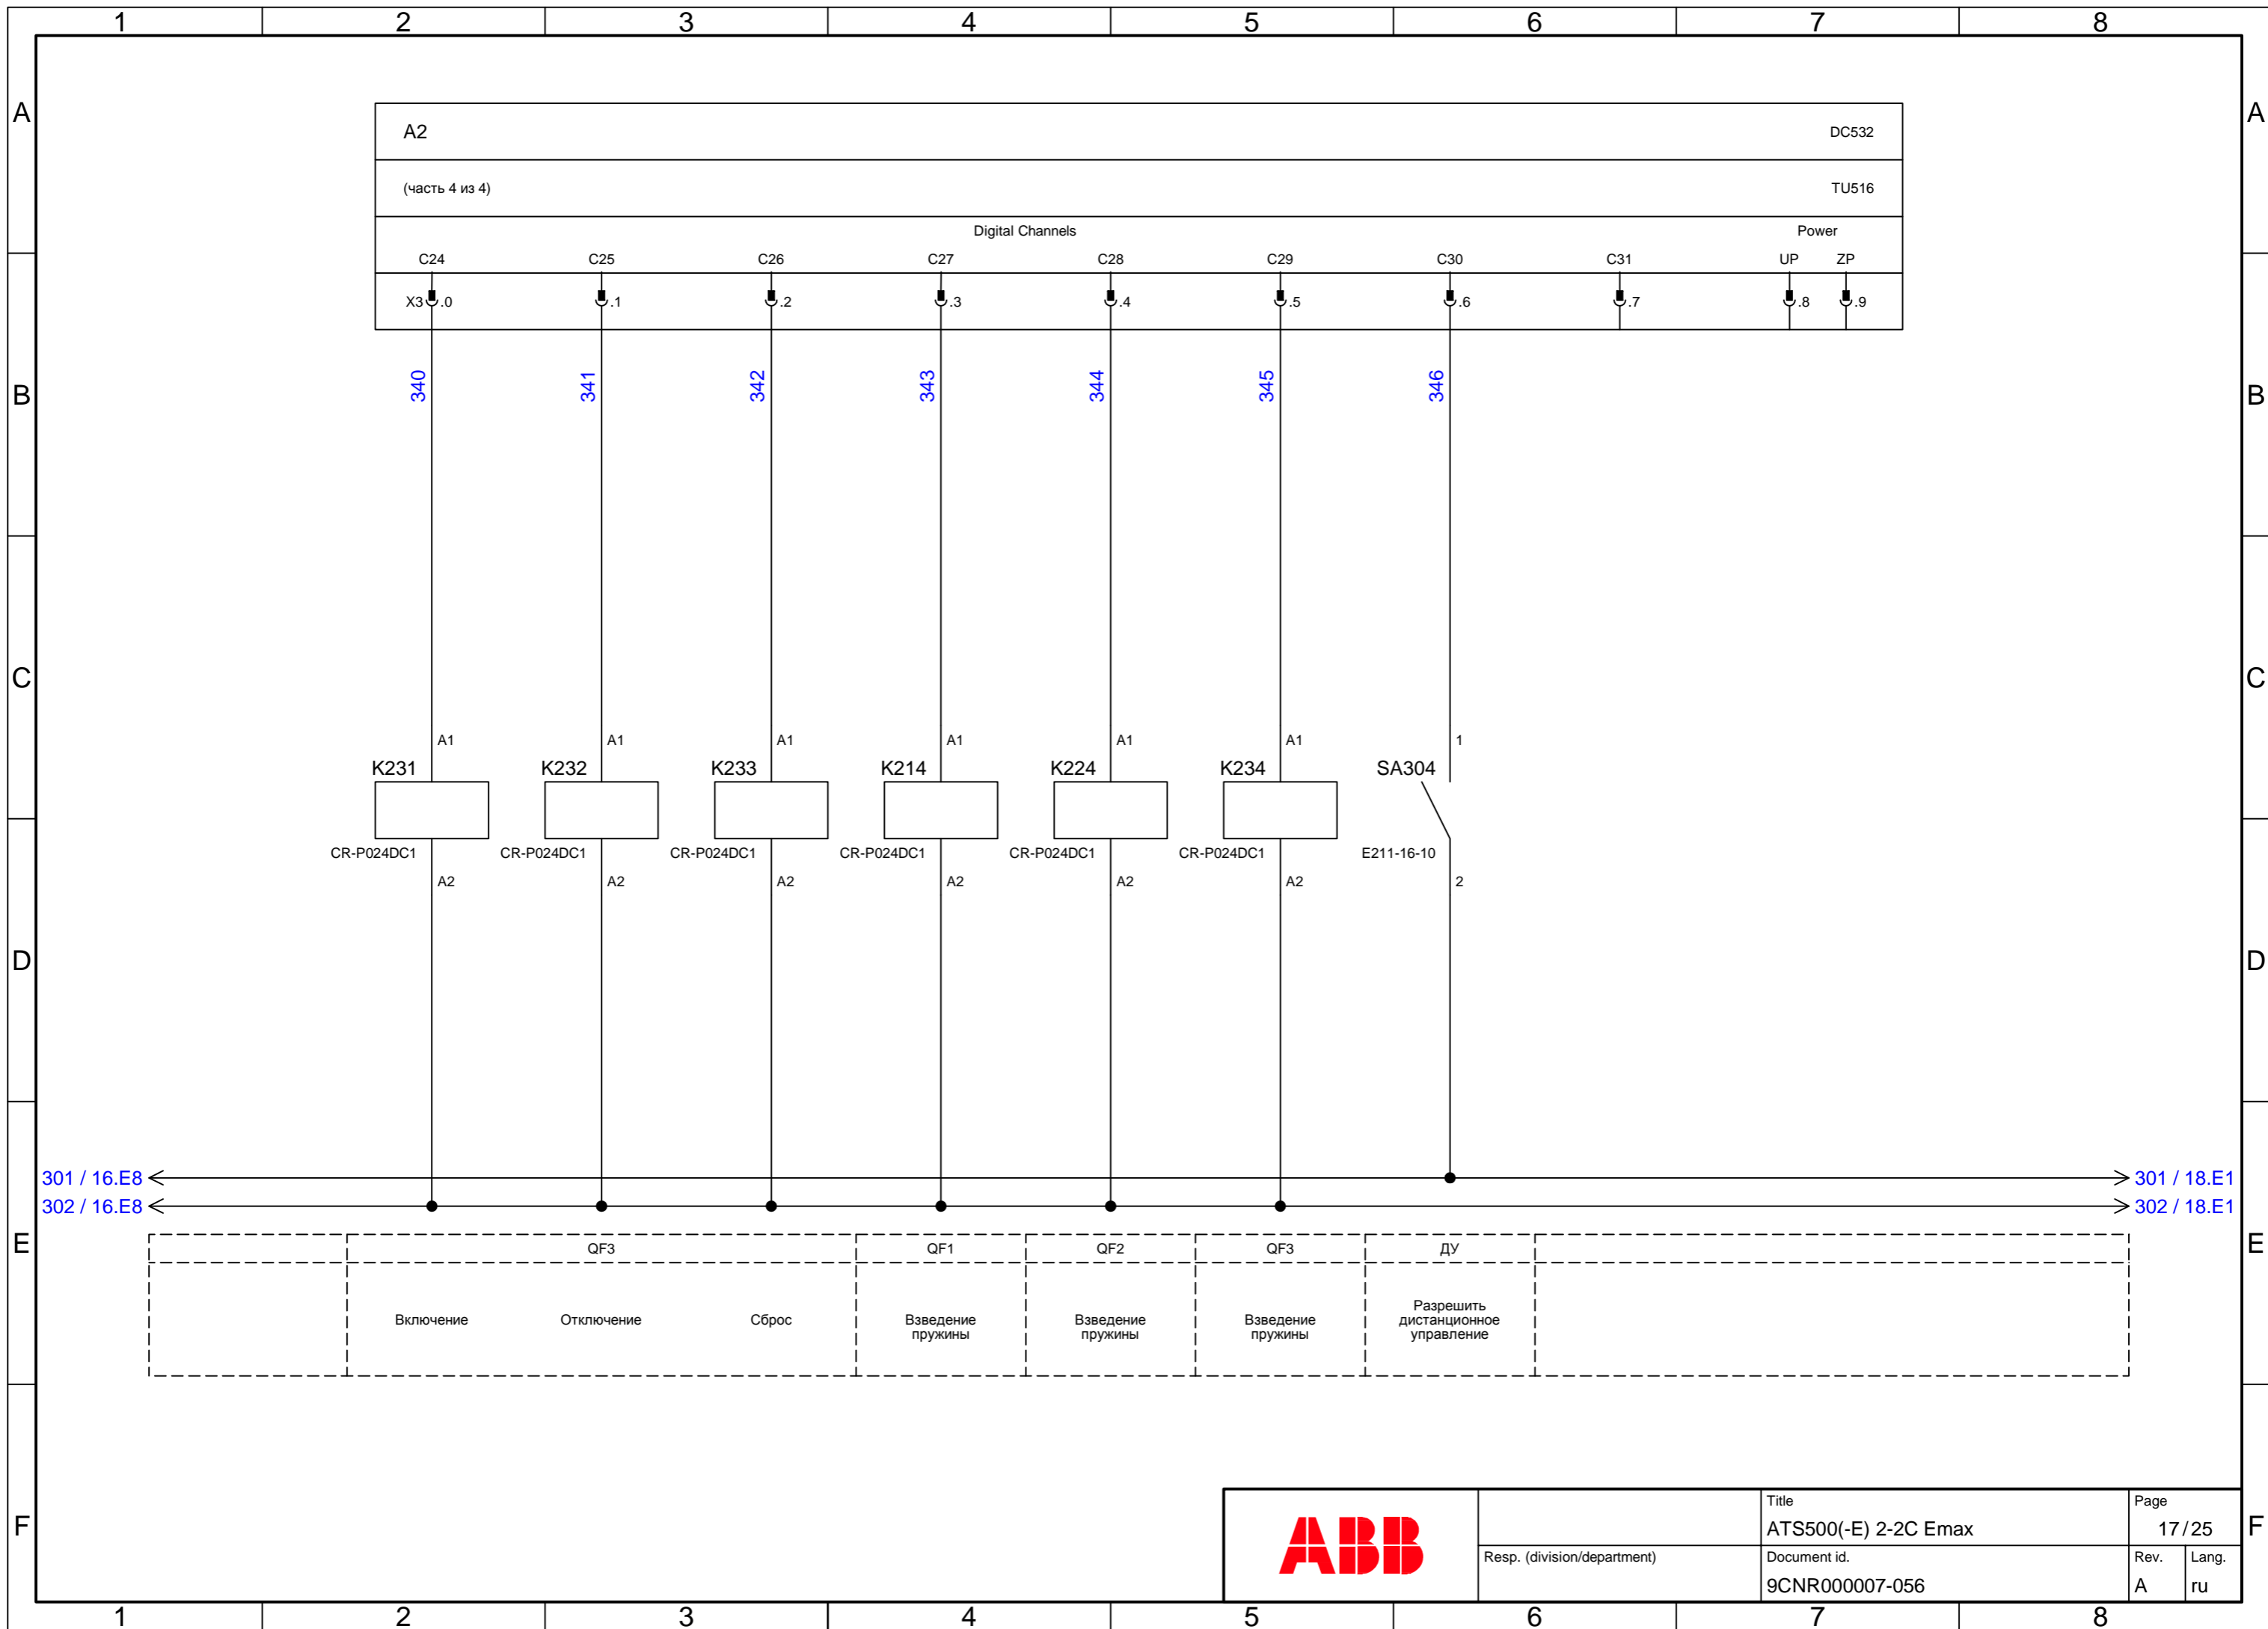 1 2 3 4 5 6 7 8
A A
A2 DC532
(часть 4 из 4) TU516
Digital Channels Power
C24 C25 C26 C27 C28 C29 C30 C31 UP ZP
X3 .0 .1 .2 .3 .4 .5 .6 .7 .8 .9
B B
340 341 342 343 344 345 346
C C
A1 A1 A1 A1 A1 A1 1
K231 K232 K233 K214 K224 K234 SA304
CR-P024DC1 CR-P024DC1 CR-P024DC1 CR-P024DC1 CR-P024DC1 CR-P024DC1 E211-16-10
A2 A2 A2 A2 A2 A2 2
D D
301 / 16.E8 301 / 18.E1
302 / 16.E8 302 / 18.E1
E E
QF3 QF1 QF2 QF3 ДУ
Включение Отключение Сброс
Взведение
пружины
Взведение
пружины
Взведение
пружины
Разрешить
дистанционное
управление
F F
ABB
Resp. (division/department)
Title
ATS500(-E) 2-2C Emax
Page
17/25
Document id.
9CNR000007-056
Rev.
A
Lang.
ru
1 2 3 4 5 6 7 8